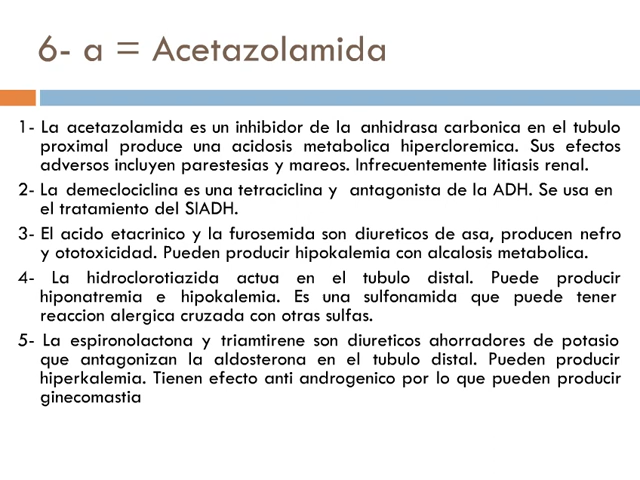 6- a = Acetazolamida
1- La acetazolamida es un inhibidor de la anhidrasa carbonica en el tubulo
proximal produce una acidosis metabolica hipercloremica. Sus efectos
adversos incluyen parestesias y mareos. Infrecuentemente litiasis renal.
2- La demeclociclina es una tetraciclina y antagonista de la ADH. Se usa en
el tratamiento del SIADH.
3- El acido etacrinico y la furosemida son diureticos de asa, producen nefro
y ototoxicidad. Pueden producir hipokalemia con alcalosis metabolica.
4- La hidroclorotiazida actua en el tubulo distal. Puede producir
hiponatremia e hipokalemia. Es una sulfonamida que puede tener
reaccion alergica cruzada con otras sulfas.
5- La espironolactona y triamtirene son diureticos ahorradores de potasio
que antagonizan la aldosterona en el tubulo distal. Pueden producir
hiperkalemia. Tienen efecto anti androgenico por lo que pueden producir
ginecomastia